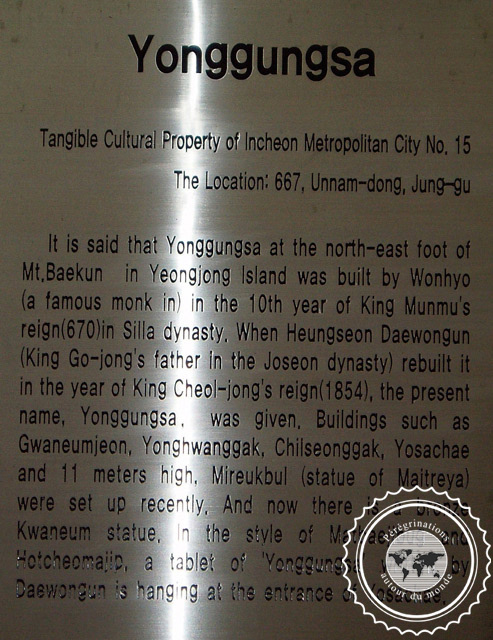 Yonggungsa
Tangible Cultural Property of Incheon Metropolitan City No. 15
The Location: 667, Unnam-dong, Jung-gu
It is said that Yonggungsa at the north-east foot of
Mt.Baekun in Yeongjong Island was built by Wonhyo
(a famous monk in) in the 10th year of King Munmu's
reign(670)in Silla dynasty. When Heungseon Daewongun
(King Go-jong's father in the Joseon dynasty) rebuilt it
in the year of King Cheol-jong's reign(1854), the present
name, Yonggungsa, was given. Buildings such as
Gwaneumjeon, Yonghwanggak, Chilseonggak, Yosachae
and 11 meters high, Mireukbul (statue of Maitreya)
were set up recently. And now there is a bronze
Kwaneum statue. In the style of and
Hotcheomajip, a tablet of 'Yonggungsa by
Daewongun is hanging at the entrance of
Pérégrinations
autour du monde